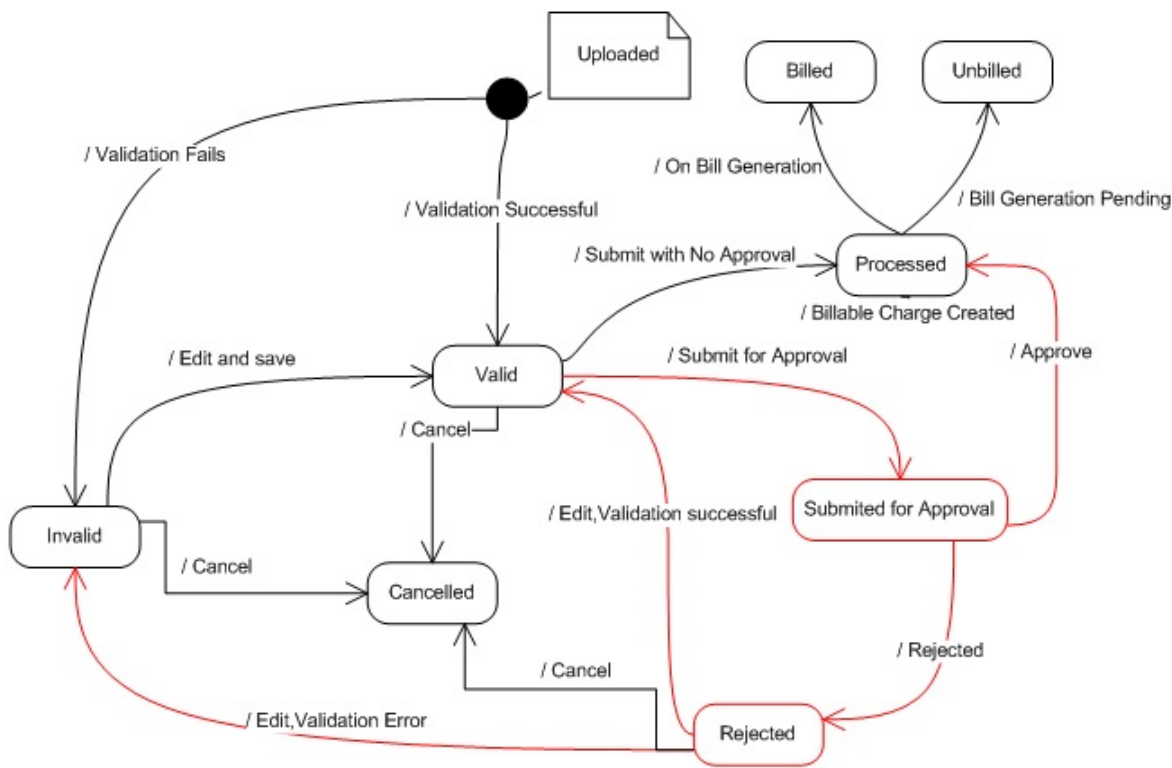 Uploaded
Billed
Unbilled
/ Validation Fails
/ On Bill Generation
/ Bill Generation Pending
/ Validation Successful
/ Submit with No Approval
Processed
/ Billable Charge Created
/ Edit and save
Valid
/ Submit for Approval
/ Approve
/ Cancel
Submited for Approval
/ Edit,Validation successful
Invalid
/ Cancel
Cancelled
/ Rejected
/ Cancel
/ Edit,Validation Error
Rejected